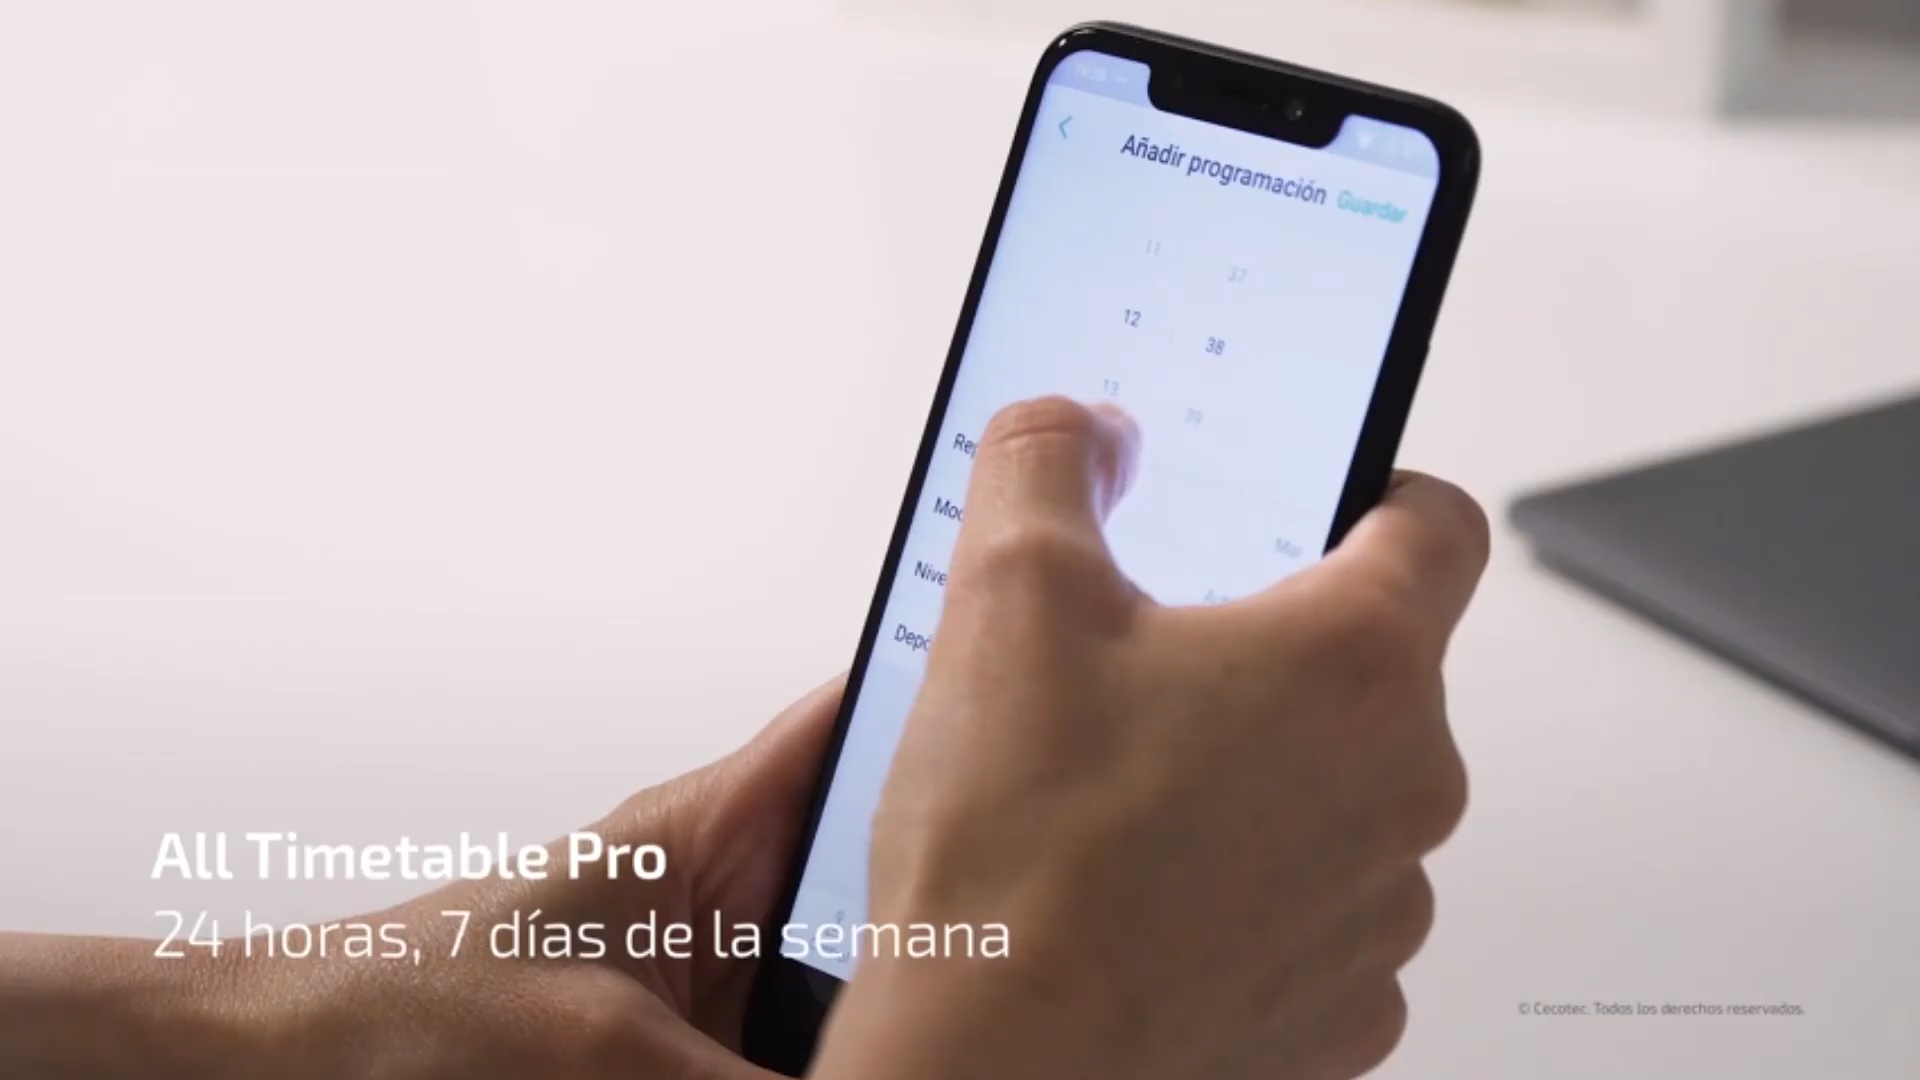 Añadir programación Guardar
11 37
12 : 38
13 39
Mar
All Timetable Pro
24 horas, 7 días de la semana
© Cecotec. Todos los derechos reservados.